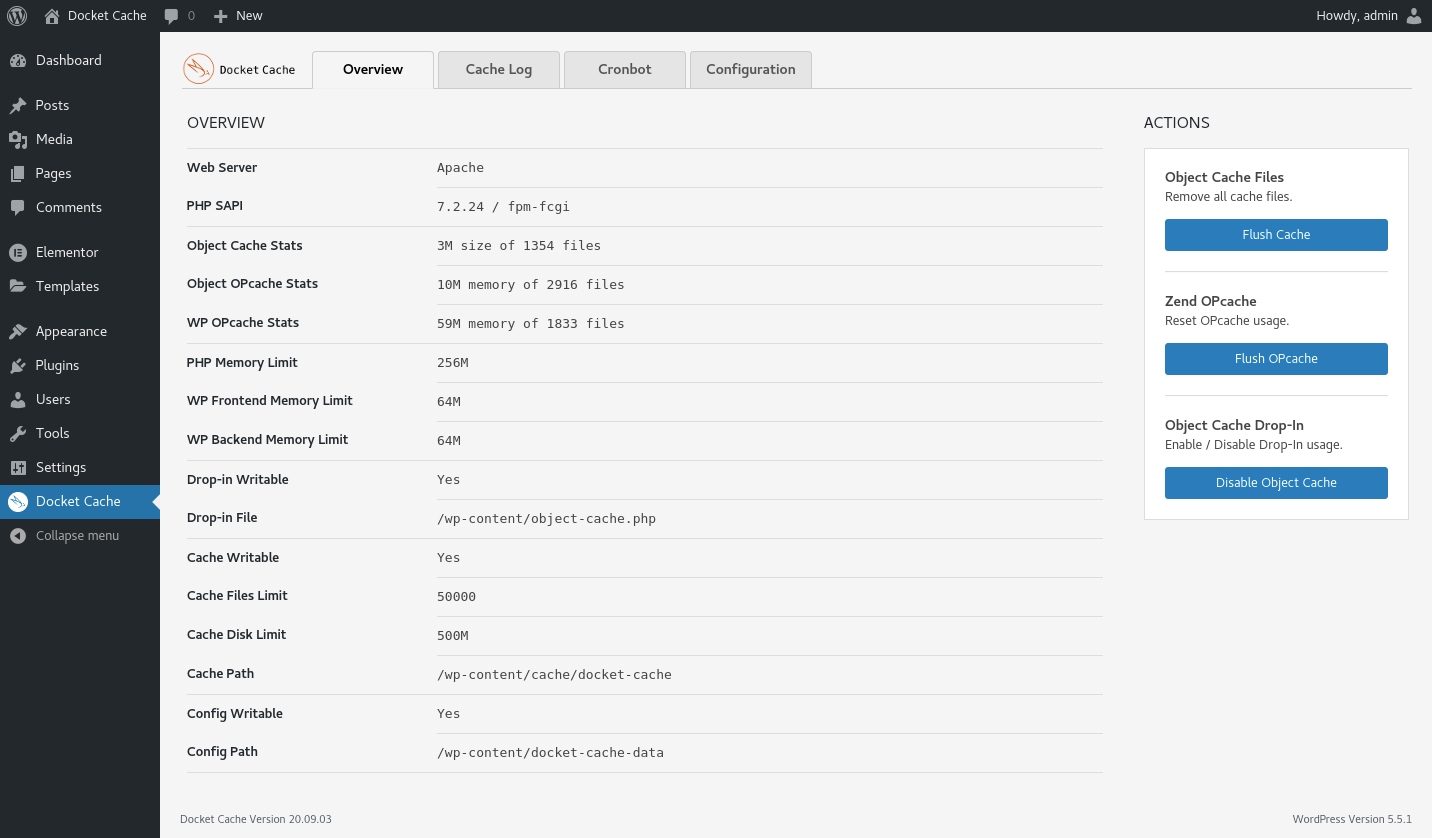 Docket Cache 0 New Howdy, admin
Dashboard
Posts
Media
Pages
Comments
Elementor
Templates
Appearance
Plugins
Users
Tools
Settings
Docket Cache
Collapse menu
Docket Cache Overview Cache Log Cronbot Configuration
OVERVIEW
Web Server Apache
PHP SAPI 7.2.24 / fpm-fcgi
Object Cache Stats 3M size of 1354 files
Object OPcache Stats 10M memory of 2916 files
WP OPcache Stats 59M memory of 1833 files
PHP Memory Limit 256M
WP Frontend Memory Limit 64M
WP Backend Memory Limit 64M
Drop-in Writable Yes
Drop-in File /wp-content/object-cache.php
Cache Writable Yes
Cache Files Limit 50000
Cache Disk Limit 500M
Cache Path /wp-content/cache/docket-cache
Config Writable Yes
Config Path /wp-content/docket-cache-data
ACTIONS
Object Cache Files
Remove all cache files.
Flush Cache
Zend OPcache
Reset OPcache usage.
Flush OPcache
Object Cache Drop-In
Enable / Disable Drop-In usage.
Disable Object Cache
Docket Cache Version 20.09.03 WordPress Version 5.5.1